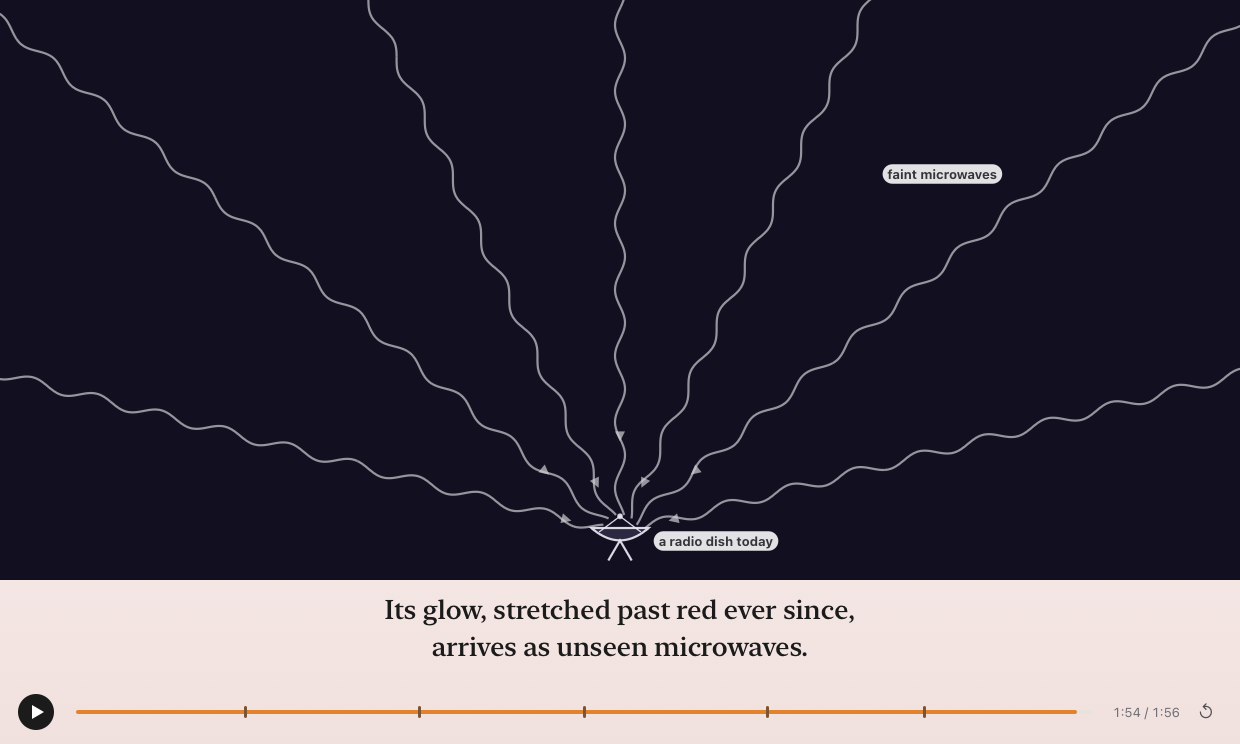 faint microwaves
a radio dish today
Its glow, stretched past red ever since,
arrives as unseen microwaves.
1:54 / 1:56